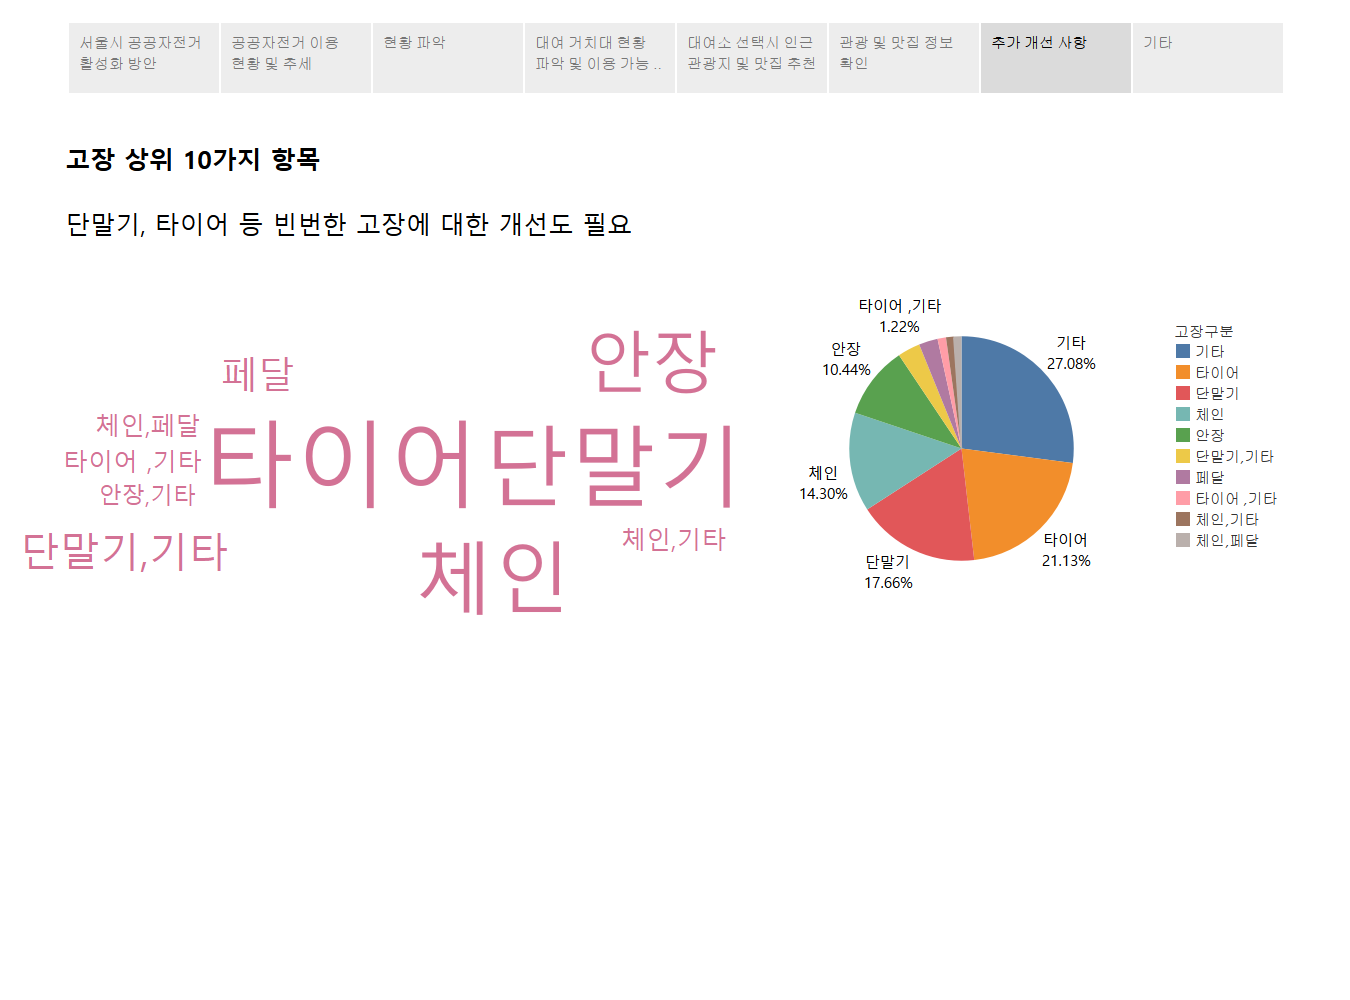 서울시 공공자전거
활성화 방안
공공자전거 이용
현황 및 추세
현황 파악
대여 거치대 현황
파악 및 이용 가능 ..
대여소 선택시 인근
관광지 및 맛집 추천
관광 및 맛집 정보
확인
추가 개선 사항
기타
고장 상위 10가지 항목
단말기, 타이어 등 빈번한 고장에 대한 개선도 필요
안장
페달
체인,페달
타이어 ,기타
안장,기타
타이어
단말기
단말기,기타
체인
체인,기타
타이어 ,기타
1.22%
안장
10.44%
체인
14.30%
단말기
17.66%
타이어
21.13%
기타
27.08%
고장구분
기타
타이어
단말기
체인
안장
단말기,기타
페달
타이어 ,기타
체인,기타
체인,페달